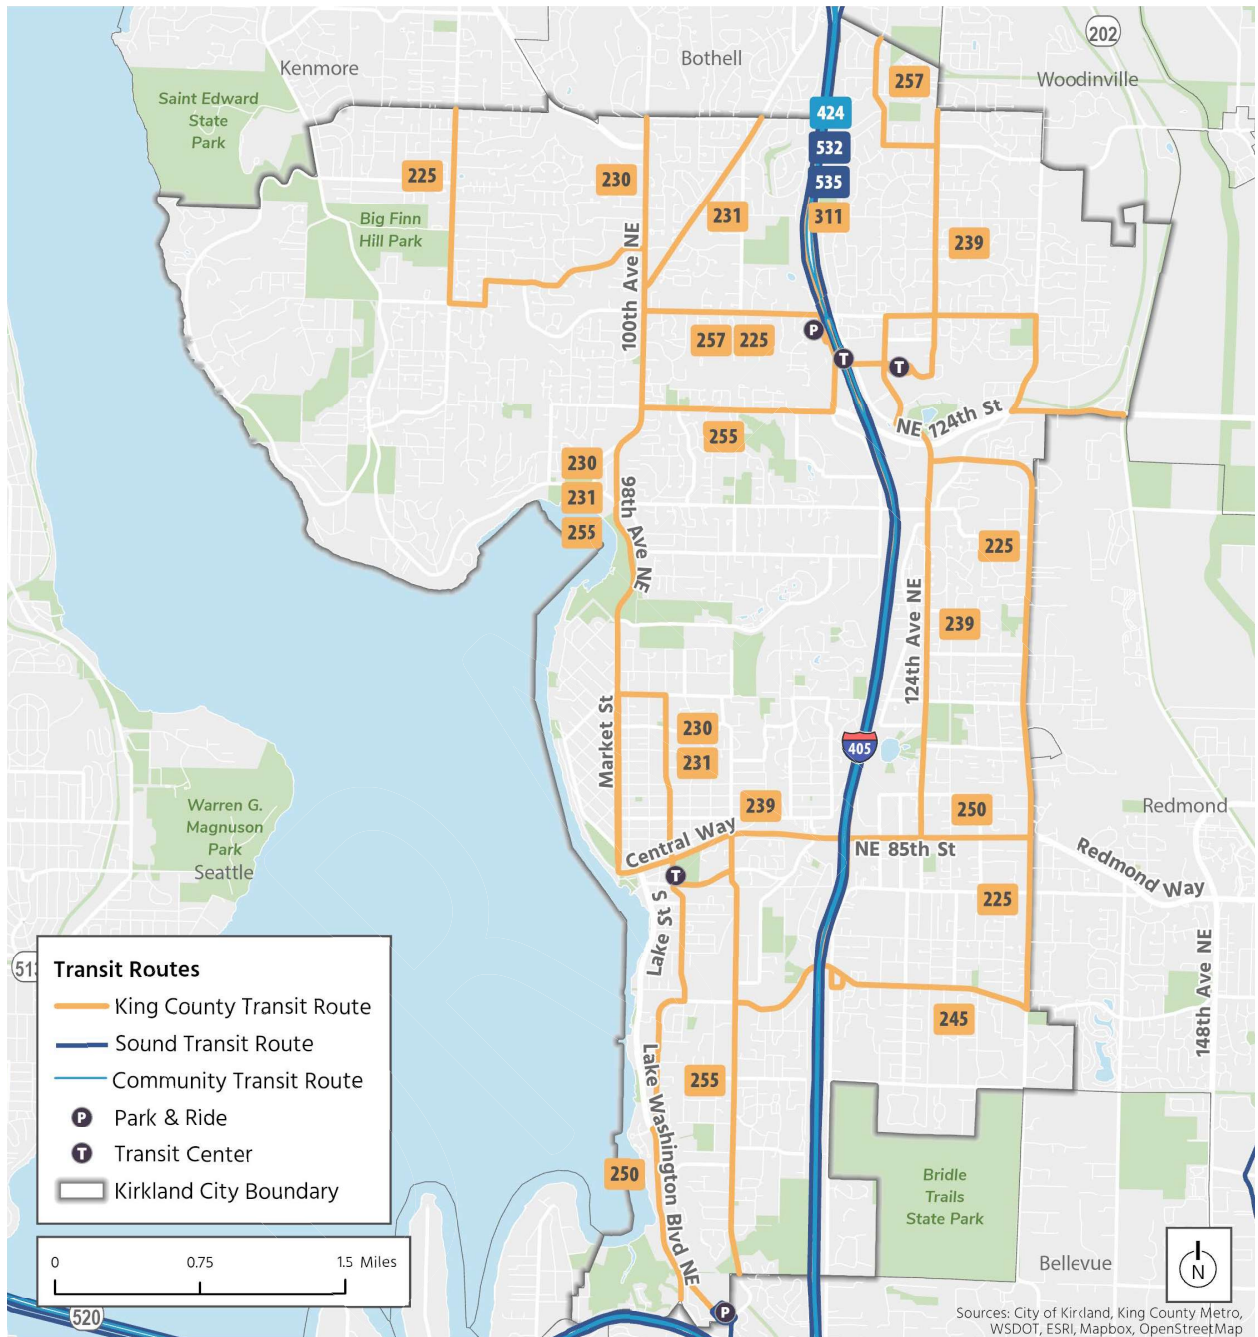 Kenmore
Bothell
202
Woodinville
257
Saint Edward
State
Park
424
532
535
311
225
230
231
239
Big Finn
Hill Park
100th Ave NE
257
225
P
T
T
NE 124th St
255
230
231
255
98th Ave NE
225
124th Ave NE
239
Market St
230
231
405
239
250
Redmond
Warren G.
Magnuson
Park
Seattle
Central Way
NE 85th St
Redmond Way
T
225
Lake St S
148th Ave NE
513
245
Lake Washington Blvd NE
255
250
Bridle
Trails
State Park
Bellevue
P
520
Transit Routes
King County Transit Route
Sound Transit Route
Community Transit Route
P Park & Ride
T Transit Center
Kirkland City Boundary
0 0.75 1.5 Miles
N
Sources: City of Kirkland, King County Metro,
WSDOT, ESRI, Mapbox, OpenStreetMap